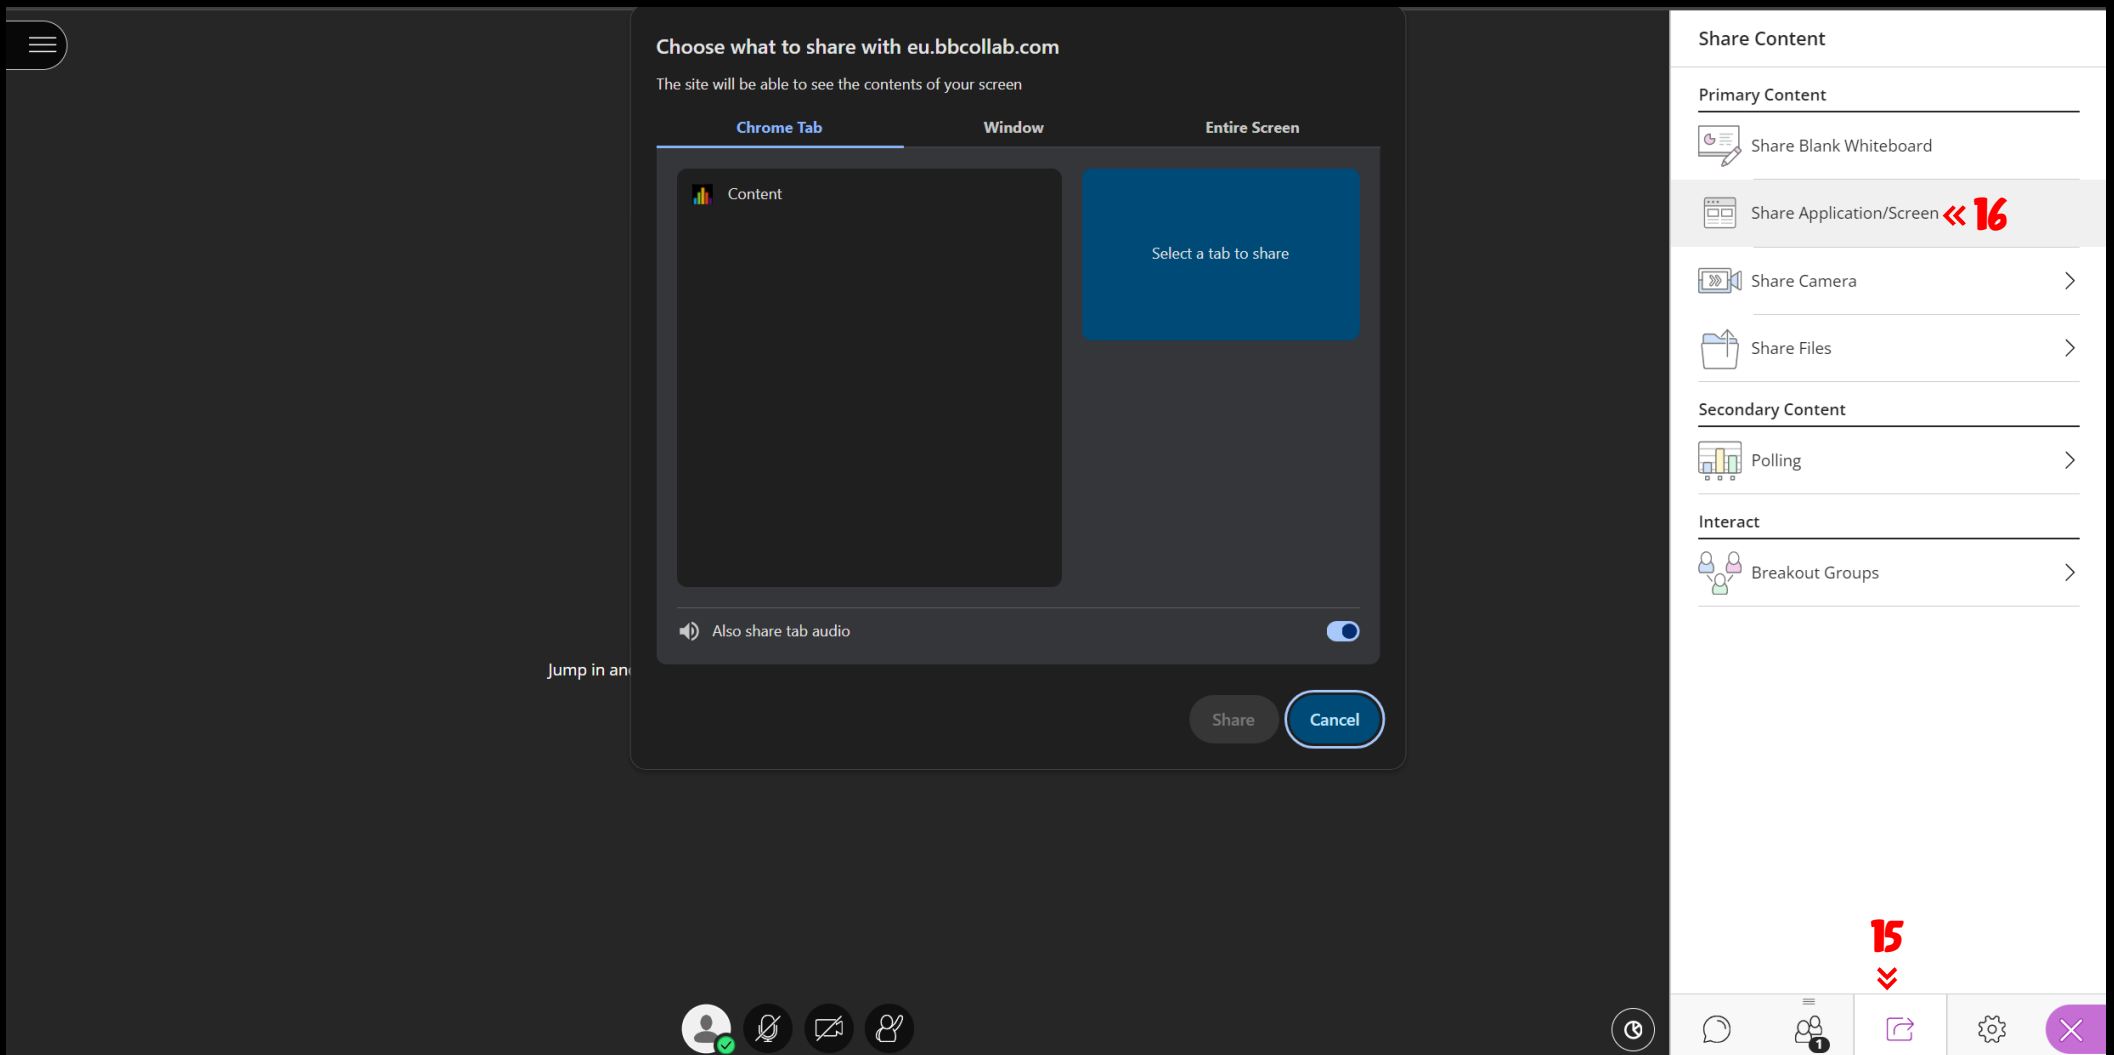 Choose what to share with eu.bbcollab.com
The site will be able to see the contents of your screen
Chrome Tab
Window
Entire Screen
Content
Select a tab to share
Also share tab audio
Share
Cancel
Jump in an
Share Content
Primary Content
Share Blank Whiteboard
Share Application/Screen
16
Share Camera
Share Files
Secondary Content
Polling
Interact
Breakout Groups
15
1